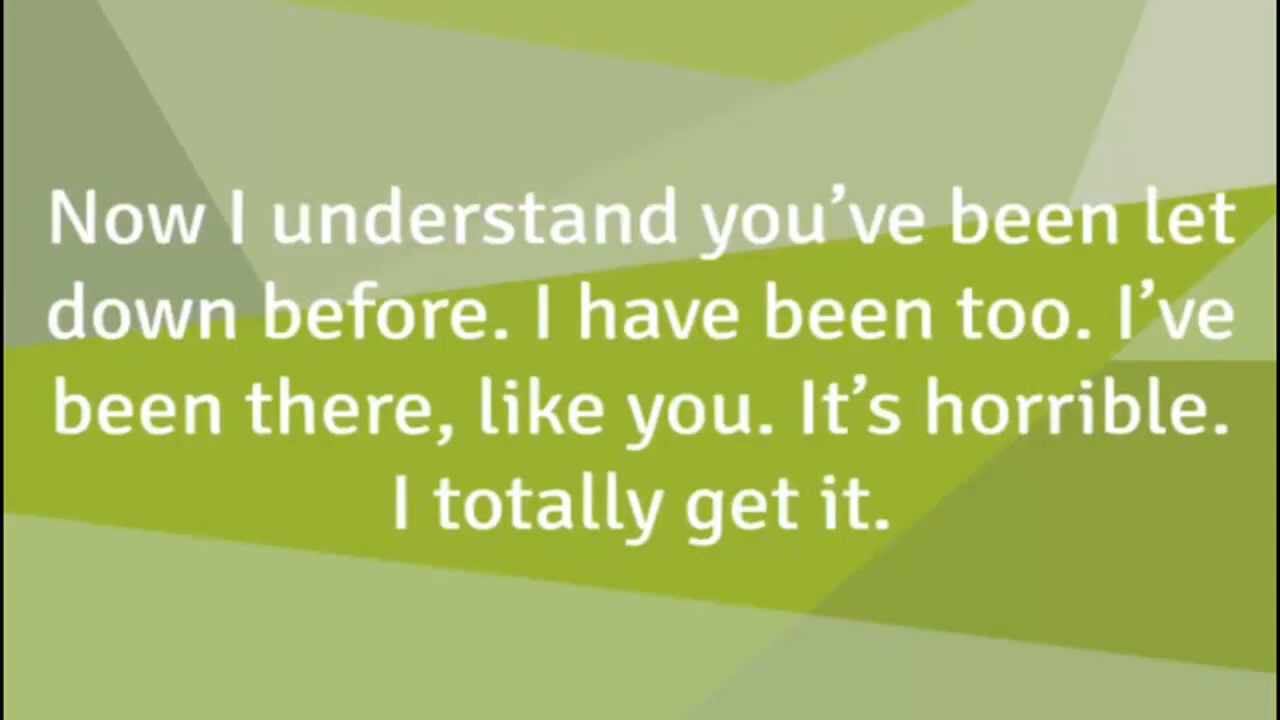 Now I understand you’ve been let
down before. I have been too. I’ve
been there, like you. It’s horrible.
I totally get it.